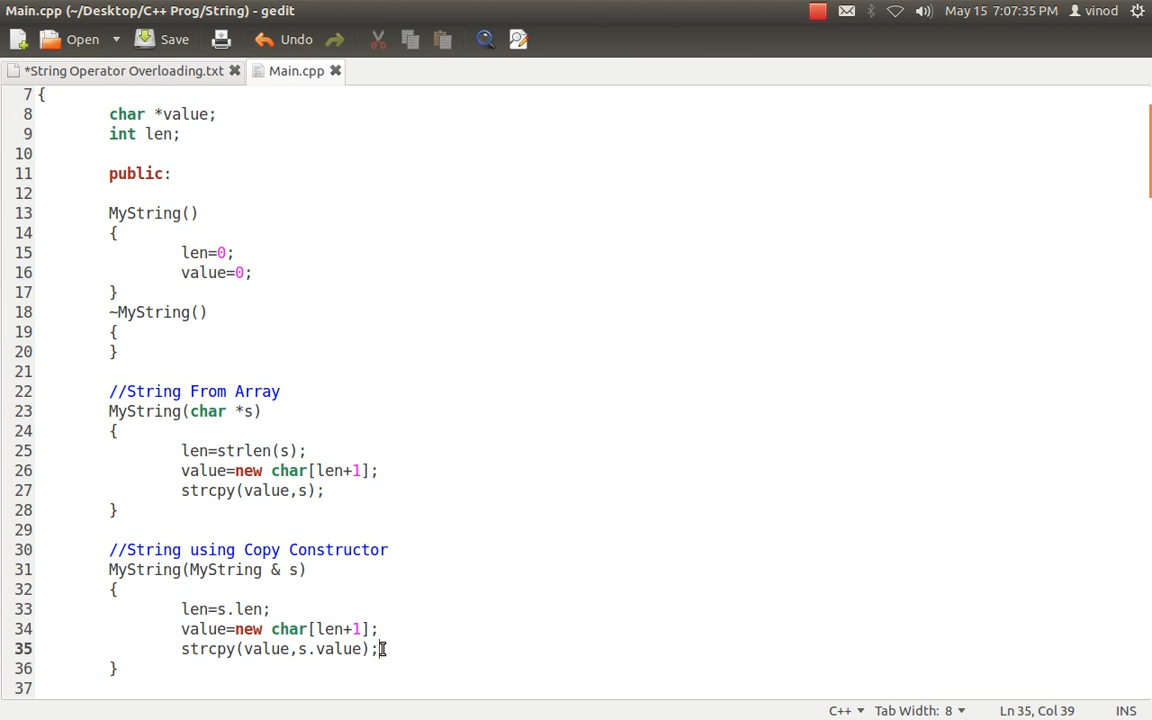 Main.cpp (~/Desktop/C++ Prog/String) - gedit
May 15 7:07:35 PM vinod
Open Save Undo
*String Operator Overloading.txt Main.cpp
7 {
8 char *value;
9 int len;
10
11 public:
12
13 MyString()
14 {
15 len=0;
16 value=0;
17 }
18 ~MyString()
19 {
20 }
21
22 //String From Array
23 MyString(char *s)
24 {
25 len=strlen(s);
26 value=new char[len+1];
27 strcpy(value,s);
28 }
29
30 //String using Copy Constructor
31 MyString(MyString & s)
32 {
33 len=s.len;
34 value=new char[len+1];
35 strcpy(value,s.value);
36 }
37
C++ Tab Width: 8 Ln 35, Col 39 INS